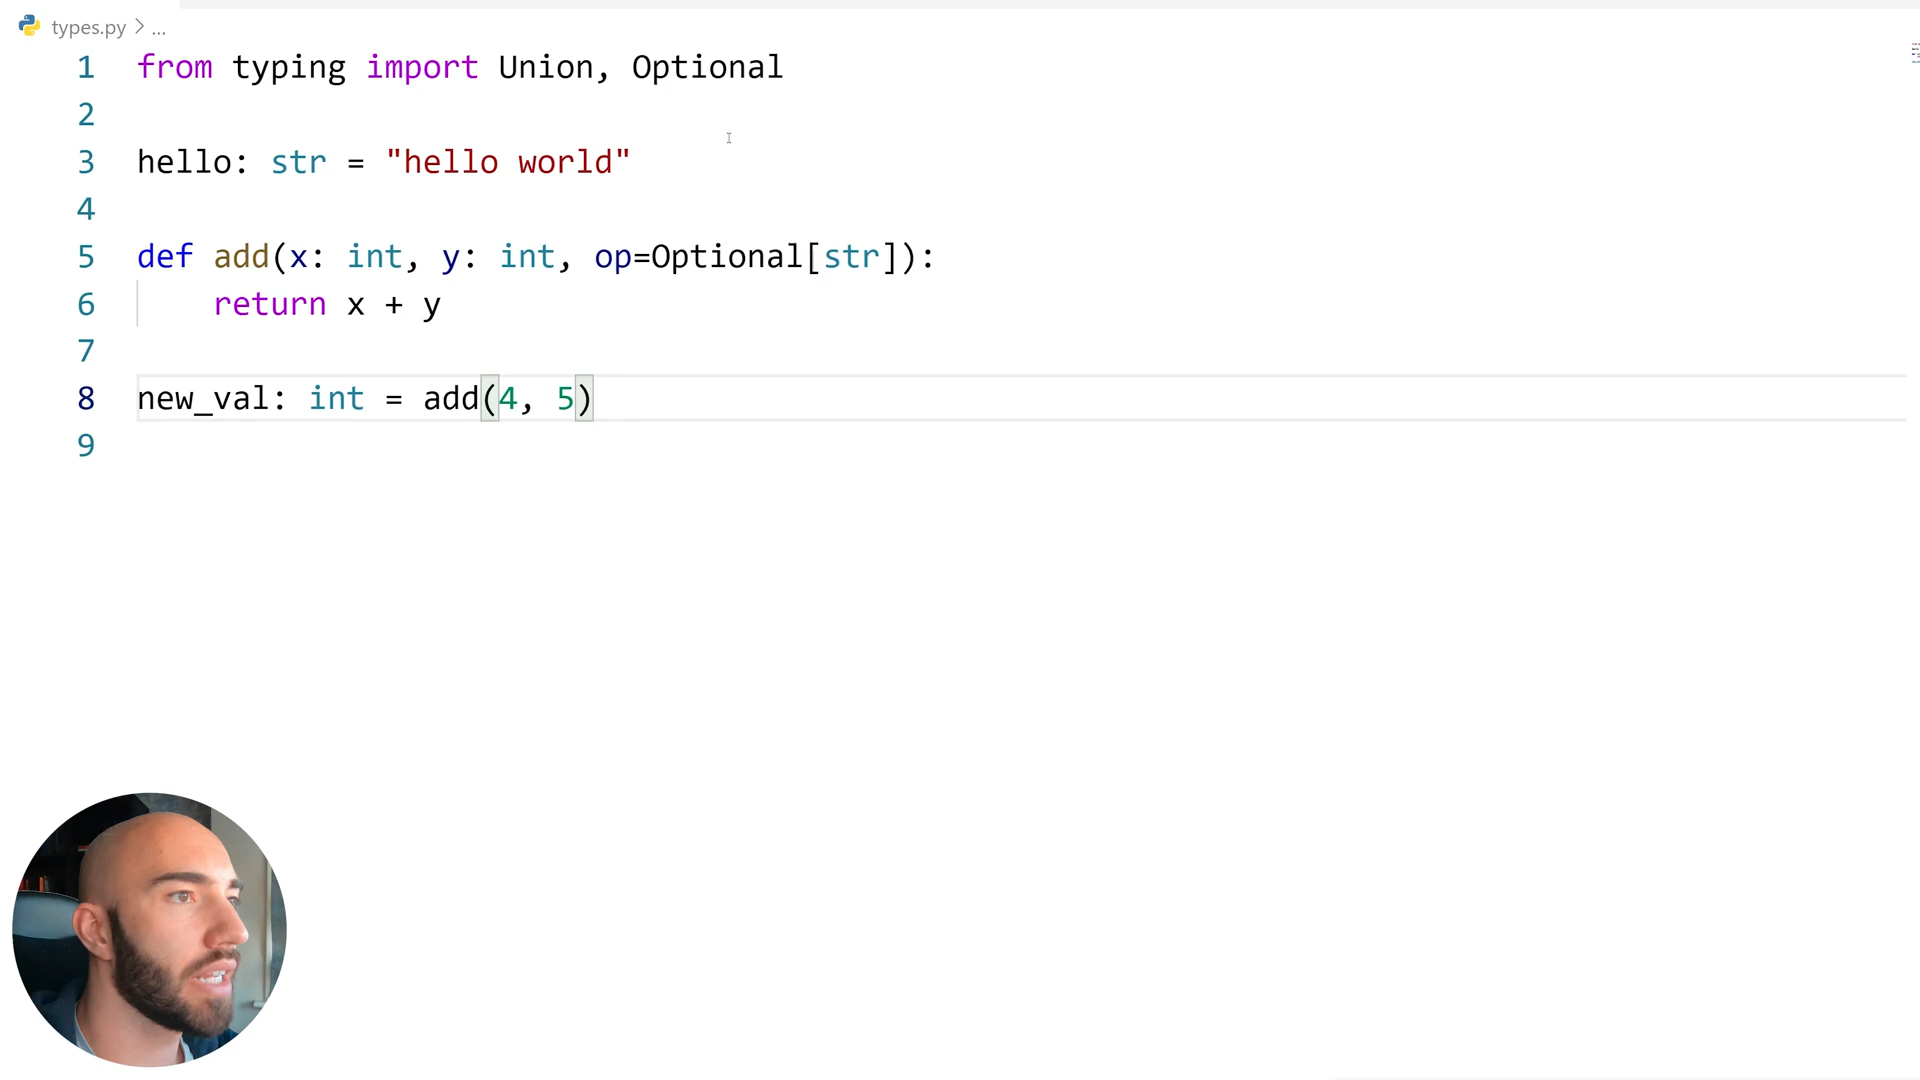 types.py > ...
1 from typing import Union, Optional
2
3 hello: str = "hello world"
4
5 def add(x: int, y: int, op=Optional[str]):
6     return x + y
7
8 new_val: int = add(4, 5)
9